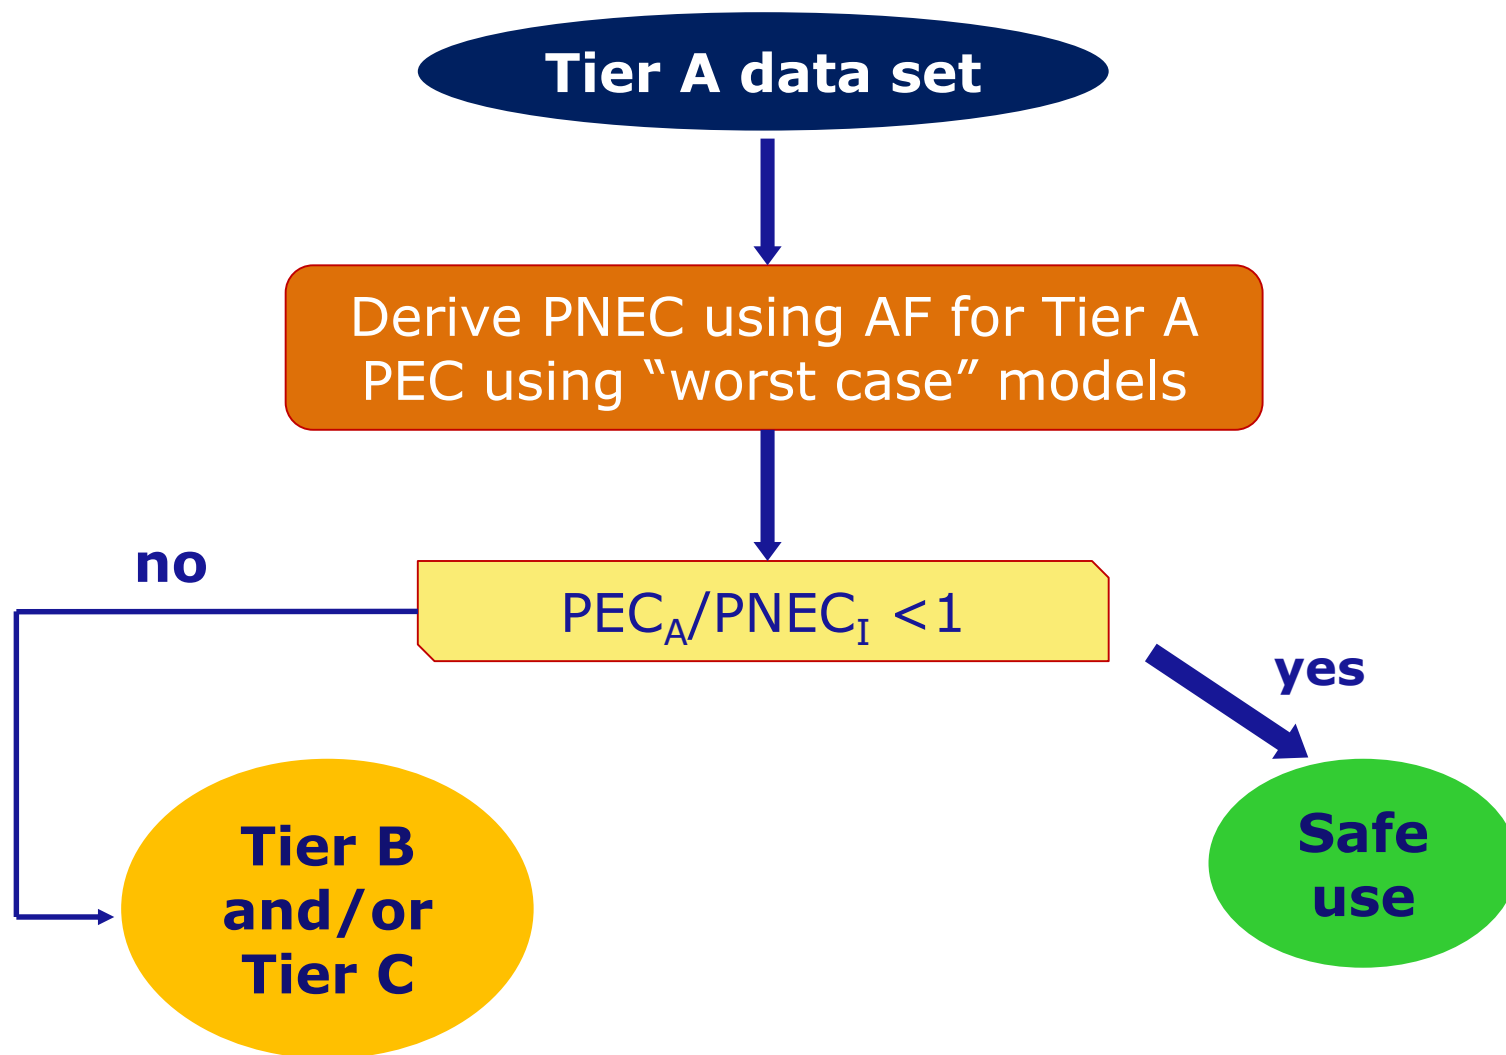 Tier A data set
Derive PNEC using AF for Tier A
PEC using “worst case” models
no
PECA/PNECI <1
yes
Safe
use
Tier B
and/or
Tier C